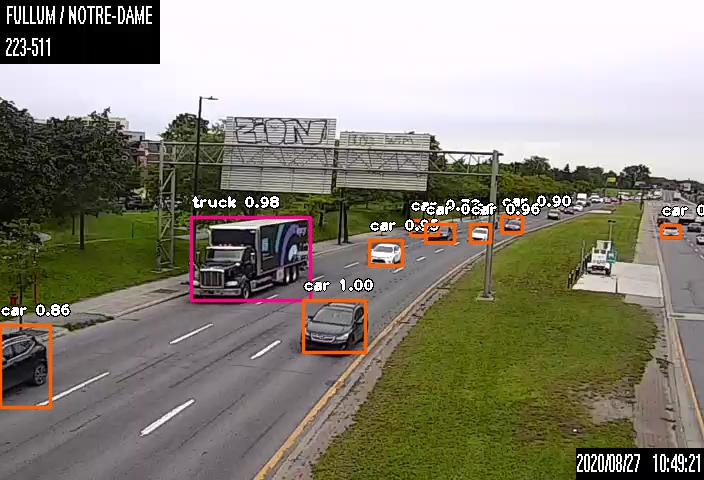 FULLUM / NOTRE-DAME
223-511
ZION
truck 0.98
car 0.90
car 0.96
car 1.00
car 0.86
2020/08/27 10:49:21